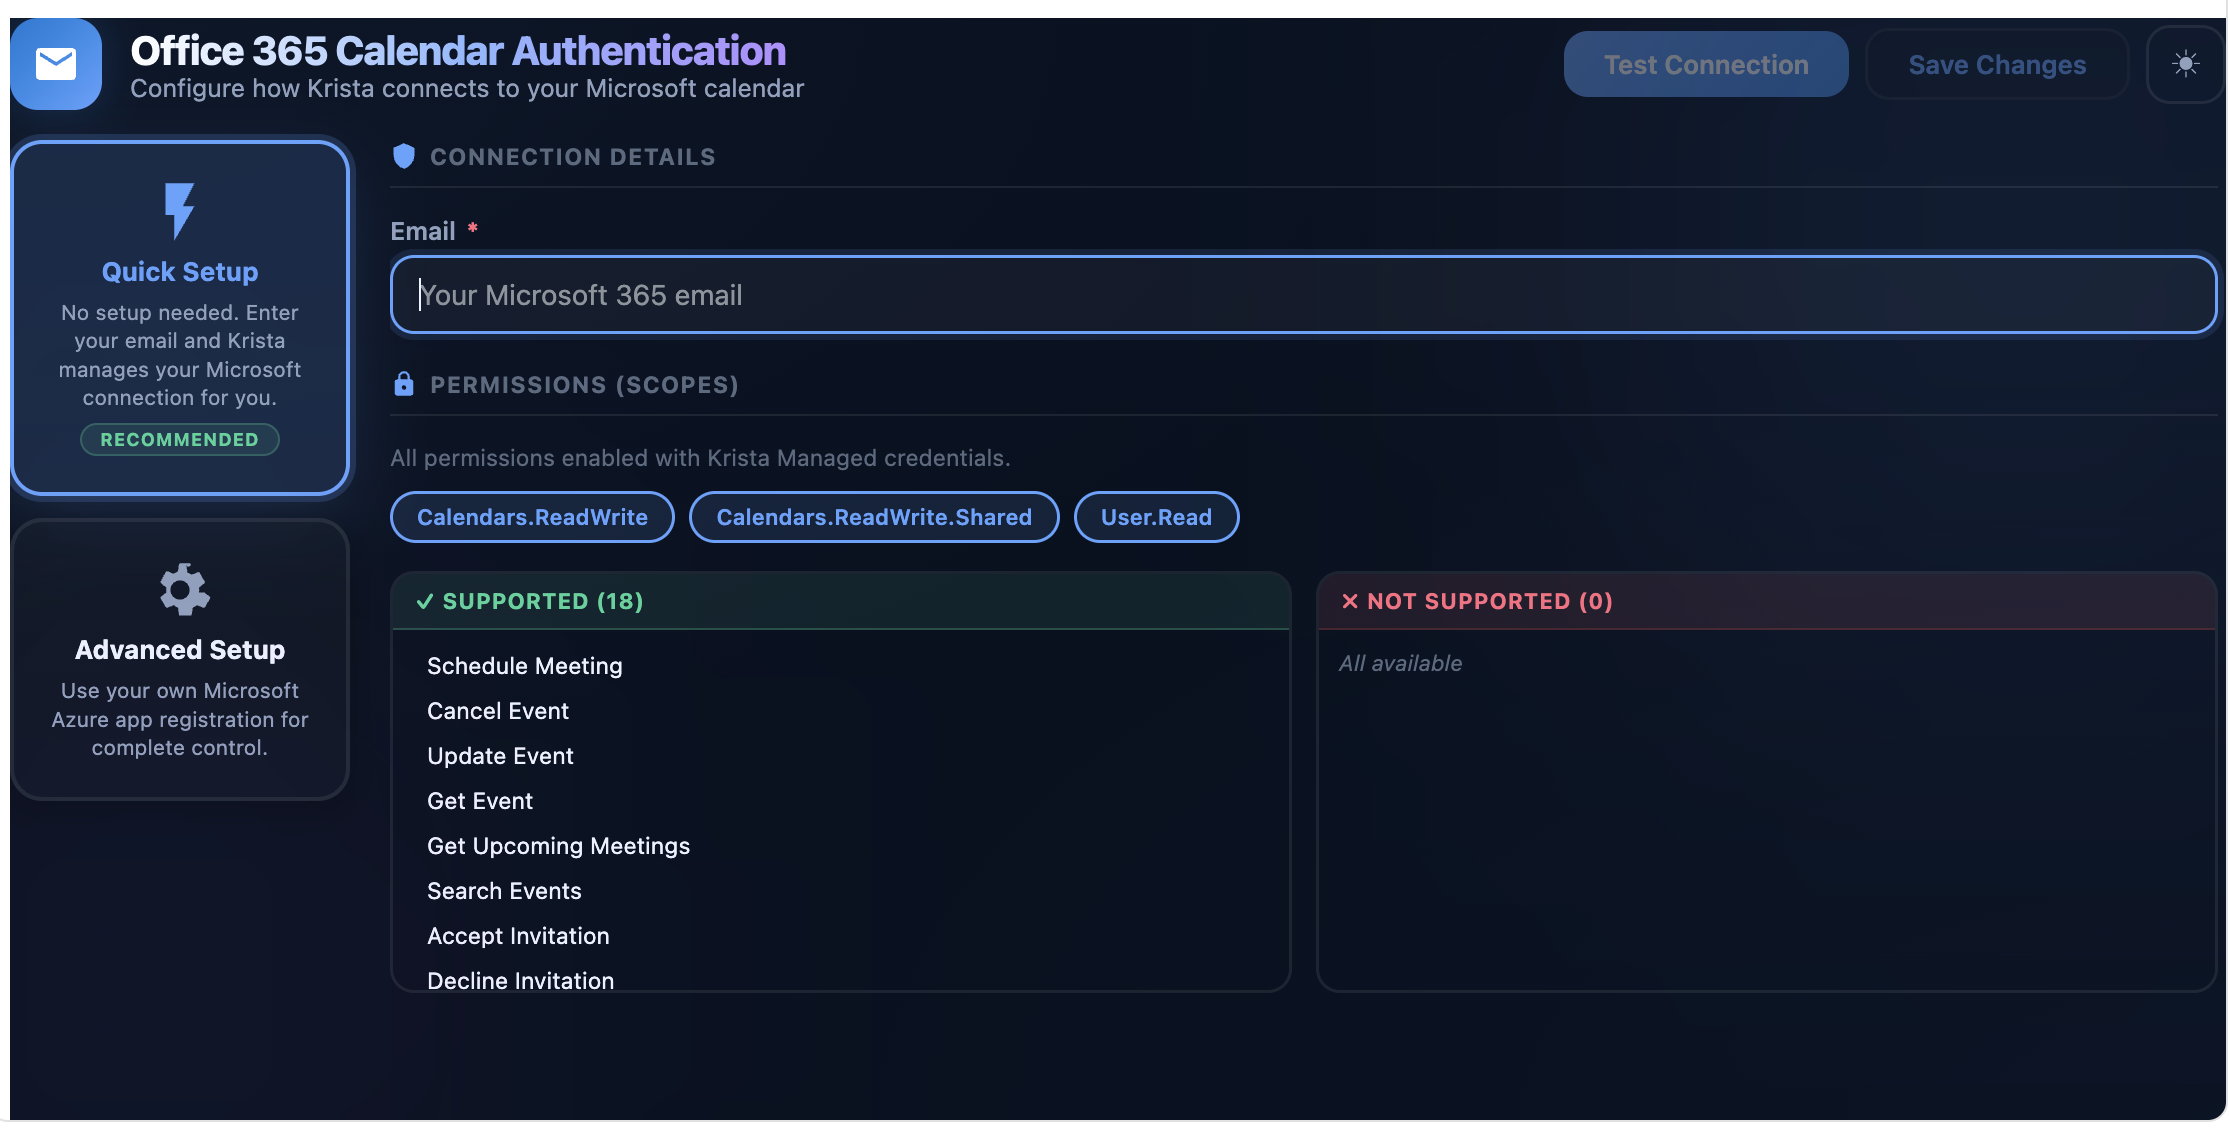 Office 365 Calendar Authentication
Configure how Krista connects to your Microsoft calendar
Test Connection
Save Changes
Quick Setup
No setup needed. Enter
your email and Krista
manages your Microsoft
connection for you.
RECOMMENDED
Advanced Setup
Use your own Microsoft
Azure app registration for
complete control.
CONNECTION DETAILS
Email *
Your Microsoft 365 email
PERMISSIONS (SCOPES)
All permissions enabled with Krista Managed credentials.
Calendars.ReadWrite
Calendars.ReadWrite.Shared
User.Read
✓ SUPPORTED (18)
Schedule Meeting
Cancel Event
Update Event
Get Event
Get Upcoming Meetings
Search Events
Accept Invitation
Decline Invitation
✕ NOT SUPPORTED (0)
All available